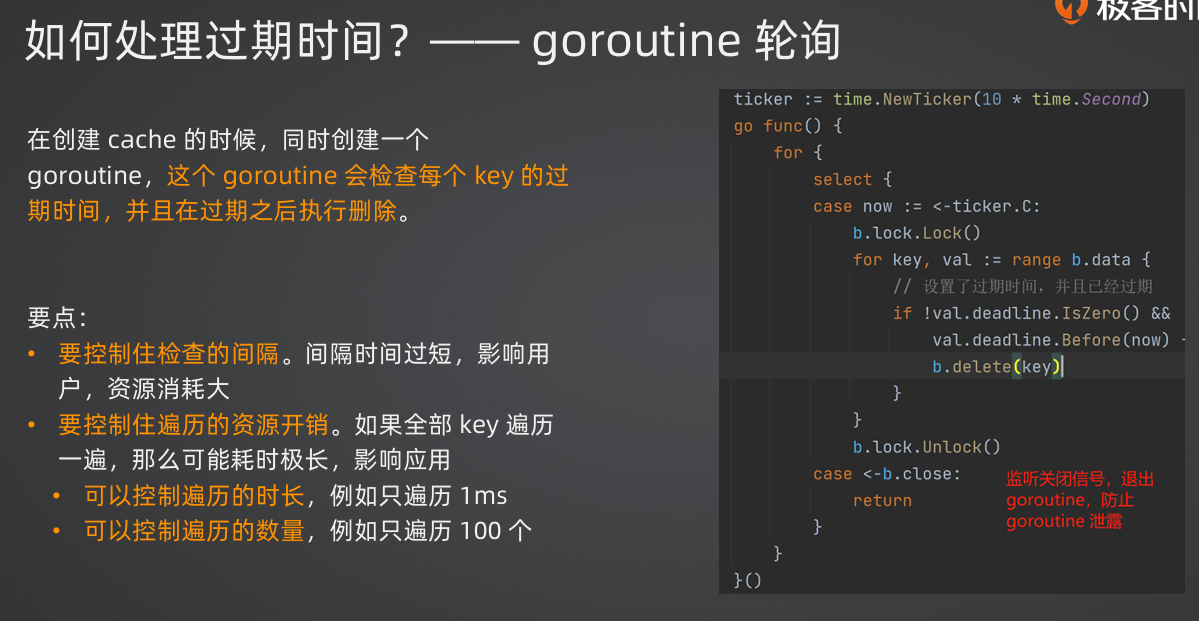 极客时间
如何处理过期时间？—— goroutine 轮询
在创建 cache 的时候，同时创建一个
goroutine，这个 goroutine 会检查每个 key 的过
期时间，并且在过期之后执行删除。
要点：
• 要控制住检查的间隔。间隔时间过短，影响用
户，资源消耗大
• 要控制住遍历的资源开销。如果全部 key 遍历
一遍，那么可能耗时极长，影响应用
• 可以控制遍历的时长，例如只遍历 1ms
• 可以控制遍历的数量，例如只遍历 100 个
ticker := time.NewTicker(10 * time.Second)
go func() {
for {
select {
case now := <-ticker.C:
b.lock.Lock()
for key, val := range b.data {
// 设置了过期时间，并且已经过期
if !val.deadline.IsZero() &&
val.deadline.Before(now)
b.delete(key)
}
}
b.lock.Unlock()
case <-b.close:
return
}
}
}()
监听关闭信号，退出
goroutine，防止
goroutine 泄露